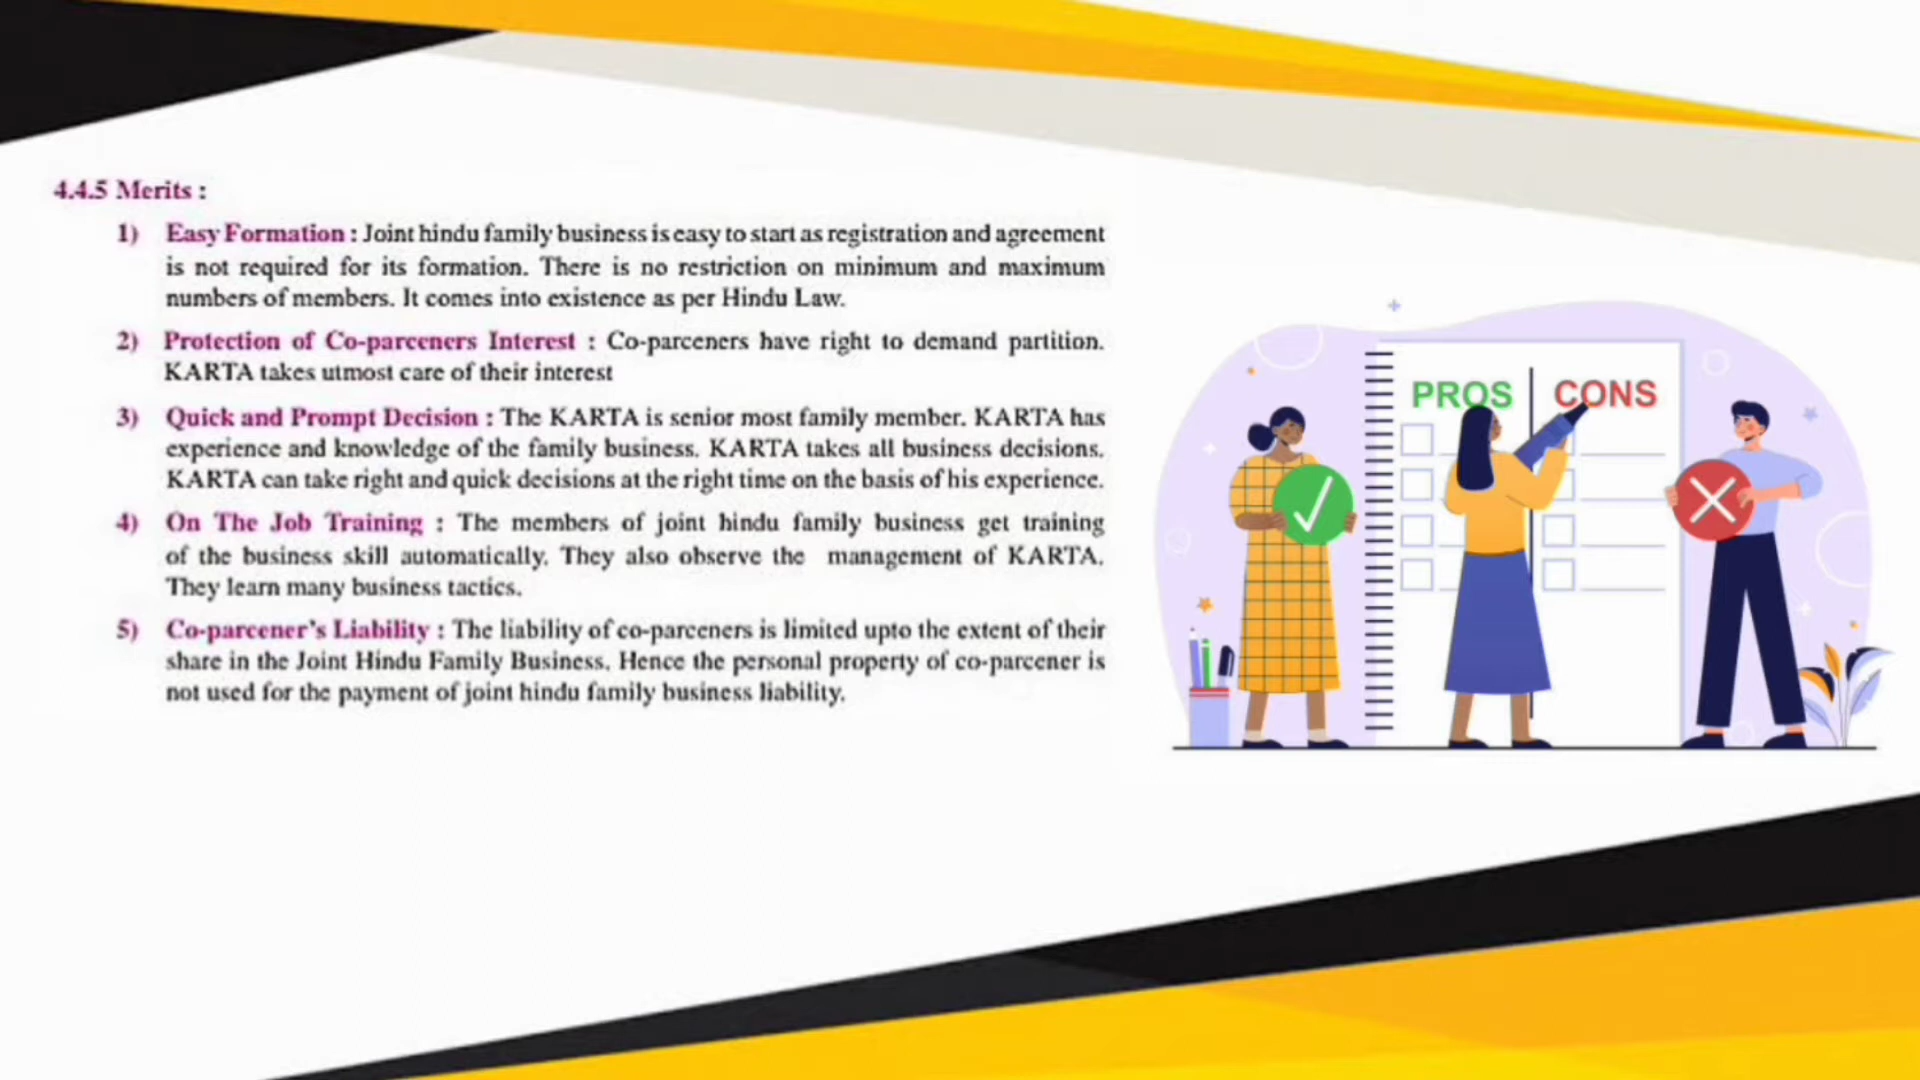 4.4.5 Merits :
1) Easy Formation : Joint hindu family business is easy to start as registration and agreement
is not required for its formation. There is no restriction on minimum and maximum
numbers of members. It comes into existence as per Hindu Law.
2) Protection of Co-parceners Interest : Co-parceners have right to demand partition.
KARTA takes utmost care of their interest
3) Quick and Prompt Decision : The KARTA is senior most family member. KARTA has
experience and knowledge of the family business. KARTA takes all business decisions.
KARTA can take right and quick decisions at the right time on the basis of his experience.
4) On The Job Training : The members of joint hindu family business get training
of the business skill automatically. They also observe the management of KARTA.
They learn many business tactics.
5) Co-parcener's Liability : The liability of co-parceners is limited upto the extent of their
share in the Joint Hindu Family Business. Hence the personal property of co-parcener is
not used for the payment of joint hindu family business liability.
PROS CONS